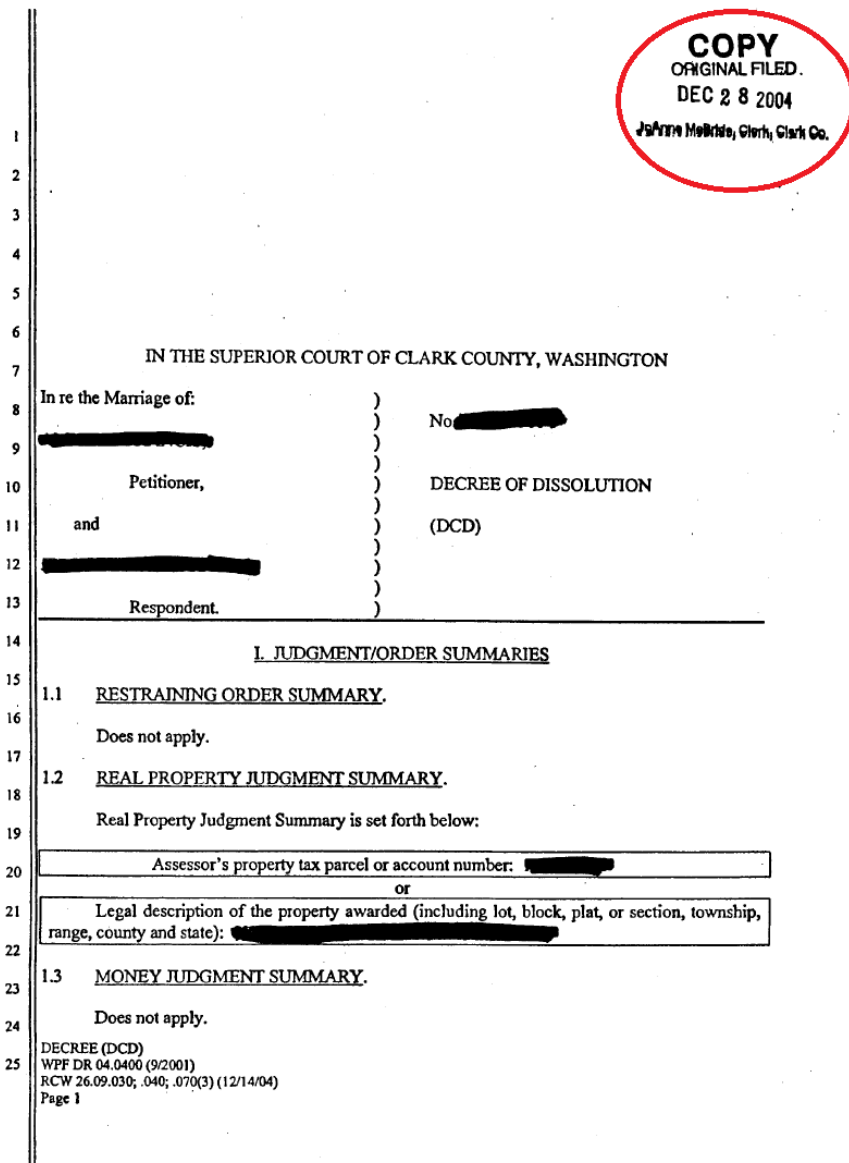 COPY
ORIGINAL FILED.
DEC 28 2004
JoAnne McBride, Clerk, Clark Co.
1
2
3
4
5
6
IN THE SUPERIOR COURT OF CLARK COUNTY, WASHINGTON
7
In re the Marriage of:
)
8
)
No
)
9
)
10
Petitioner,
)
DECREE OF DISSOLUTION
)
11
and
)
(DCD)
)
12
)
)
13
Respondent.
)
14
I. JUDGMENT/ORDER SUMMARIES
15
1.1 RESTRAINING ORDER SUMMARY.
16
Does not apply.
17
1.2 REAL PROPERTY JUDGMENT SUMMARY.
18
Real Property Judgment Summary is set forth below:
19
20
Assessor's property tax parcel or account number:
or
21
Legal description of the property awarded (including lot, block, plat, or section, township,
range, county and state):
22
1.3 MONEY JUDGMENT SUMMARY.
23
Does not apply.
24
DECREE (DCD)
25
WPF DR 04.0400 (9/2001)
RCW 26.09.030; .040; .070(3) (12/14/04)
Page 1